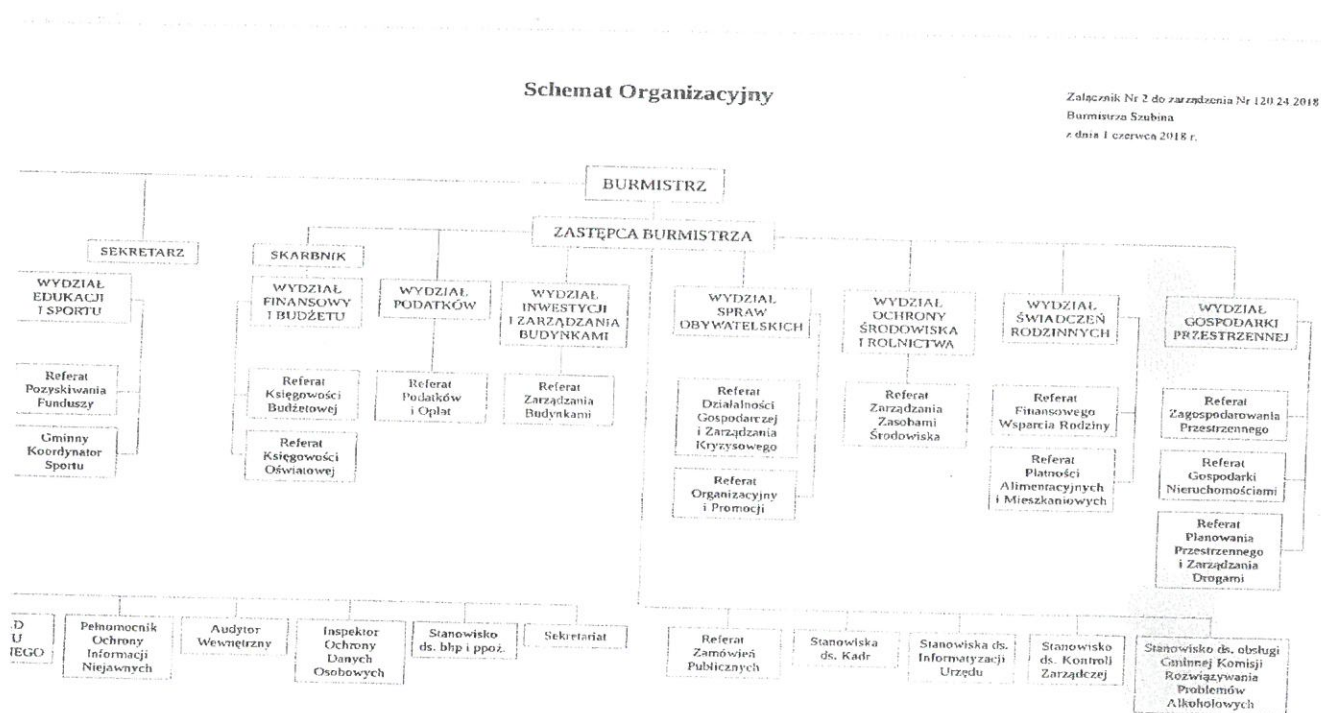 Schemat Organizacyjny
Załącznik Nr 2 do zarządzenia Nr 120.24.2018
Burmistrza Szubina
z dnia 1 czerwca 2018 r.
BURMISTRZ
ZASTĘPCA BURMISTRZA
SEKRETARZ
SKARBNIK
WYDZIAŁ
EDUKACJI
I SPORTU
WYDZIAŁ
FINANSOWY
I BUDŻETU
WYDZIAŁ
PODATKÓW
WYDZIAŁ
INWESTYCJI
I ZARZĄDZANIA
BUDYNKAMI
WYDZIAŁ
SPRAW
OBYWATELSKICH
WYDZIAŁ
OCHRONY
ŚRODOWISKA
I ROLNICTWA
WYDZIAŁ
ŚWIADCZEŃ
RODZINNYCH
WYDZIAŁ
GOSPODARKI
PRZESTRZENNEJ
Referat
Pozyskiwania
Funduszy
Referat
Księgowości
Budżetowej
Referat
Podatków
i Opłat
Referat
Zarządzania
Budynkami
Referat
Działalności
Gospodarczej
i Zarządzania
Kryzysowego
Referat
Zarządzania
Zasobami
Środowiska
Referat
Finansowego
Wsparcia Rodziny
Referat
Zagospodarowania
Przestrzennego
Gminny
Koordynator
Sportu
Referat
Księgowości
Oświatowej
Referat
Organizacyjny
i Promocji
Referat
Płatności
Alimentacyjnych
i Mieszkaniowych
Referat
Gospodarki
Nieruchomościami
Referat
Planowania
Przestrzennego
i Zarządzania
Drogami
Pełnomocnik
Ochrony
Informacji
Niejawnych
Audytor
Wewnętrzny
Inspektor
Ochrony
Danych
Osobowych
Stanowisko
ds. bhp i ppoż.
Sekretariat
Referat
Zamówień
Publicznych
Stanowiska
ds. Kadr
Stanowiska ds.
Informatyzacji
Urzędu
Stanowisko
ds. Kontroli
Zarządczej
Stanowisko ds. obsługi
Gminnej Komisji
Rozwiązywania
Problemów
Alkoholowych